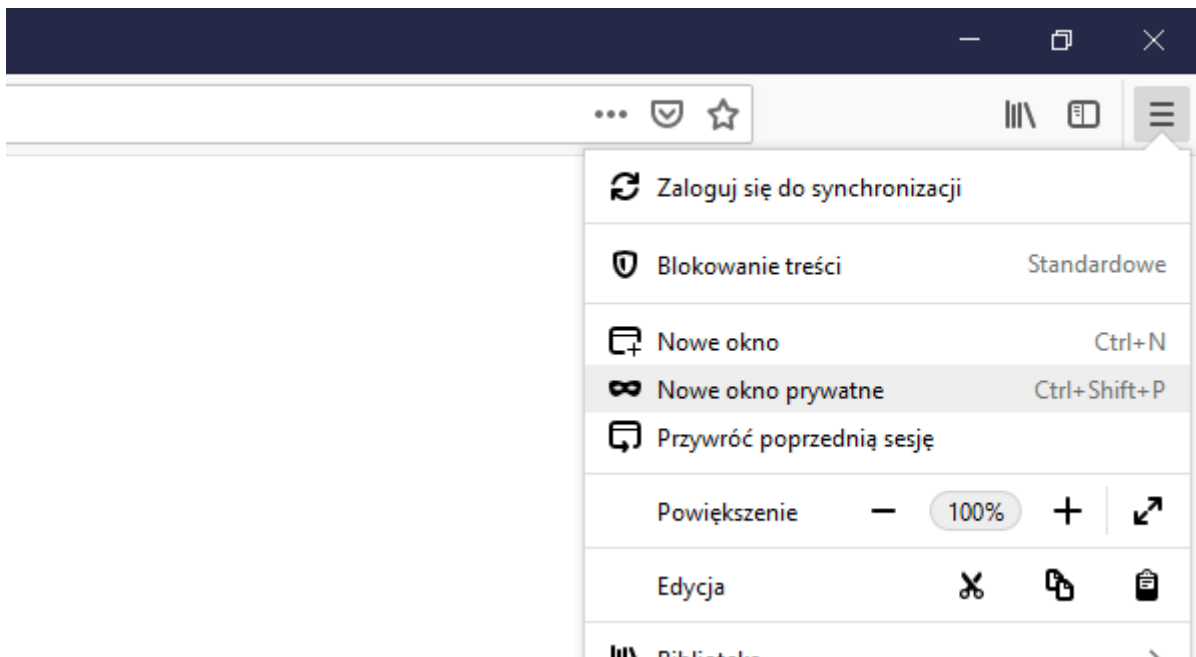 Zaloguj się do synchronizacji
Blokowanie treści Standardowe
Nowe okno Ctrl+N
Nowe okno prywatne Ctrl+Shift+P
Przywróć poprzednią sesję
Powiększenie 100%
Edycja